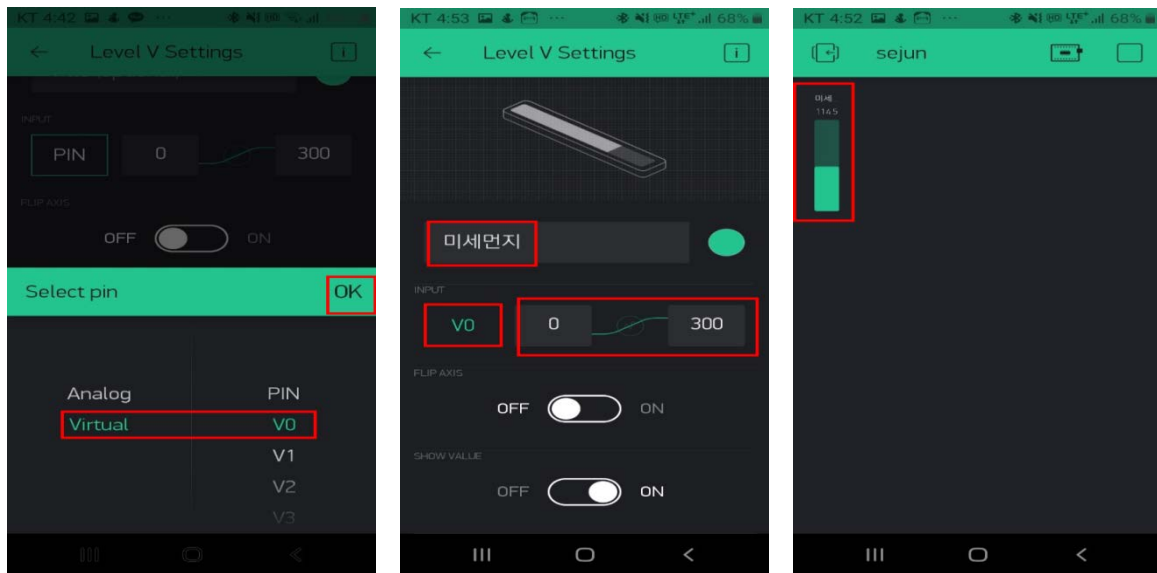 KT 4:42 ...
← Level V Settings i
INPUT
PIN 0 300
FLIP AXIS
OFF ON
Select pin OK
Analog PIN
Virtual V0
V1
V2
V3
KT 4:53 ... 68%
← Level V Settings i
미세먼지
INPUT
V0 0 300
FLIP AXIS
OFF ON
SHOW VALUE
OFF ON
KT 4:52 ... 68%
sejun
미세
1145